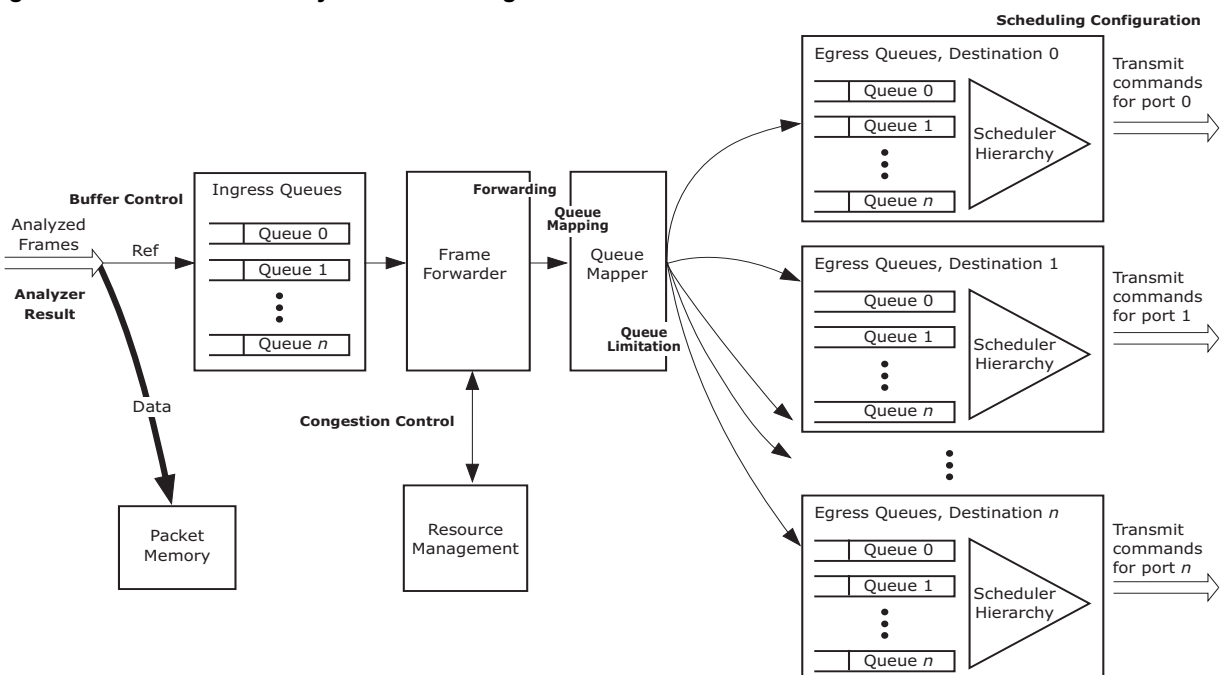 Scheduling Configuration
Analyzed
Frames
Buffer Control
Ref
Analyzer
Result
Data
Packet
Memory
Ingress Queues
Queue 0
Queue 1
Queue n
Frame
Forwarder
Forwarding
Congestion Control
Resource
Management
Queue
Mapping
Queue
Mapper
Queue
Limitation
Egress Queues, Destination 0
Queue 0
Queue 1
Queue n
Scheduler
Hierarchy
Transmit
commands
for port 0
Egress Queues, Destination 1
Queue 0
Queue 1
Queue n
Scheduler
Hierarchy
Transmit
commands
for port 1
Egress Queues, Destination n
Queue 0
Queue 1
Queue n
Scheduler
Hierarchy
Transmit
commands
for port n